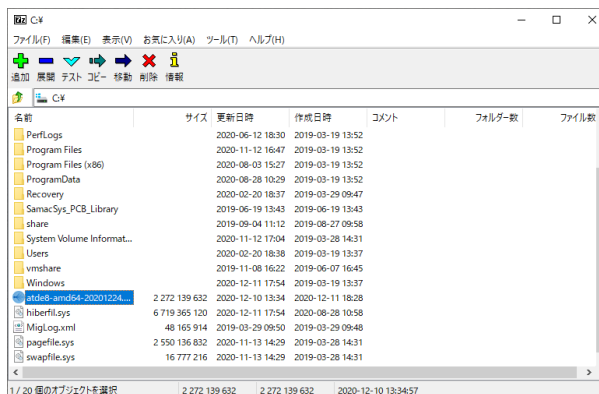 C:¥
ファイル(F) 編集(E) 表示(V) お気に入り(A) ツール(T) ヘルプ(H)
追加 展開 テスト コピー 移動 削除 情報
C:¥
名前 サイズ 更新日時 作成日時 コメント フォルダー数 ファイル数
PerfLogs 2020-06-12 18:30 2019-03-19 13:52
Program Files 2020-11-12 16:47 2019-03-19 13:52
Program Files (x86) 2020-08-03 15:27 2019-03-19 13:52
ProgramData 2020-08-28 10:29 2019-03-19 13:52
Recovery 2020-02-20 18:37 2019-03-29 09:47
SamacSys_PCB_Library 2019-06-19 13:43 2019-06-19 13:43
share 2019-09-04 11:12 2019-08-27 09:58
System Volume Informat... 2020-11-12 17:04 2019-03-28 14:31
Users 2020-02-20 18:38 2019-03-19 13:37
vmshare 2019-11-08 16:22 2019-06-07 16:45
Windows 2020-12-11 17:54 2019-03-19 13:37
atde8-amd64-20201224.... 2 272 139 632 2020-12-10 13:34 2020-12-11 18:28
hiberfil.sys 6 719 365 120 2020-12-11 17:54 2020-08-28 10:58
MigLog.xml 48 165 914 2019-03-29 09:50 2019-03-29 09:48
pagefile.sys 2 550 136 832 2020-11-13 14:29 2019-03-28 14:31
swapfile.sys 16 777 216 2020-11-13 14:29 2019-03-28 14:31
1 / 20 個のオブジェクトを選択 2 272 139 632 2 272 139 632 2020-12-10 13:34:57